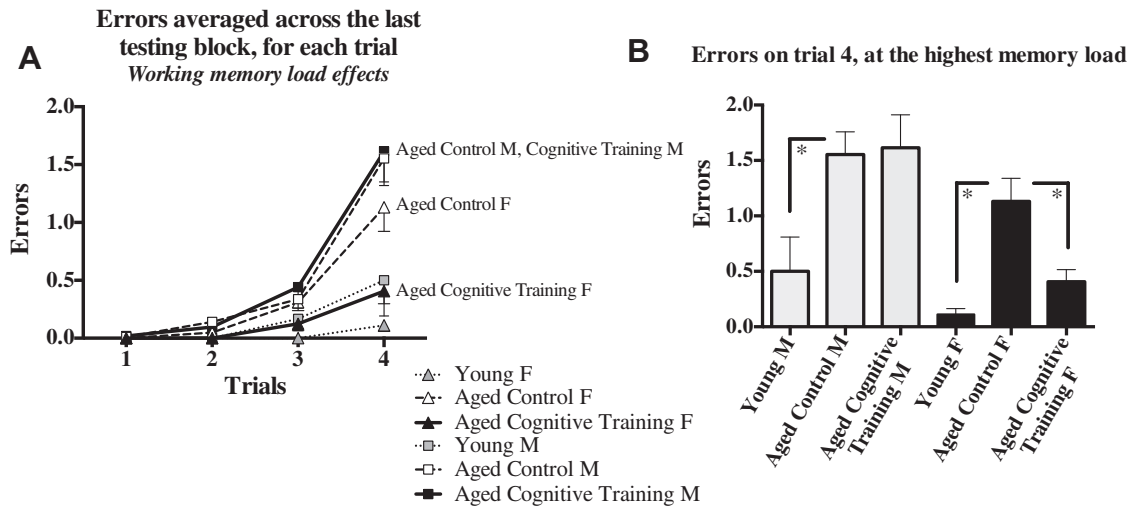 A
Errors averaged across the last
testing block, for each trial
Working memory load effects
Errors
2.0
1.5
1.0
0.5
0.0
1
2
3
4
Trials
Aged Control M, Cognitive Training M
Aged Control F
Aged Cognitive Training F
Young F
Aged Control F
Aged Cognitive Training F
Young M
Aged Control M
Aged Cognitive Training M
B
Errors on trial 4, at the highest memory load
Errors
2.0
1.5
1.0
0.5
0.0
*
*
*
Young M
Aged Control M
Aged Cognitive
Training M
Young F
Aged Control F
Aged Cognitive
Training F